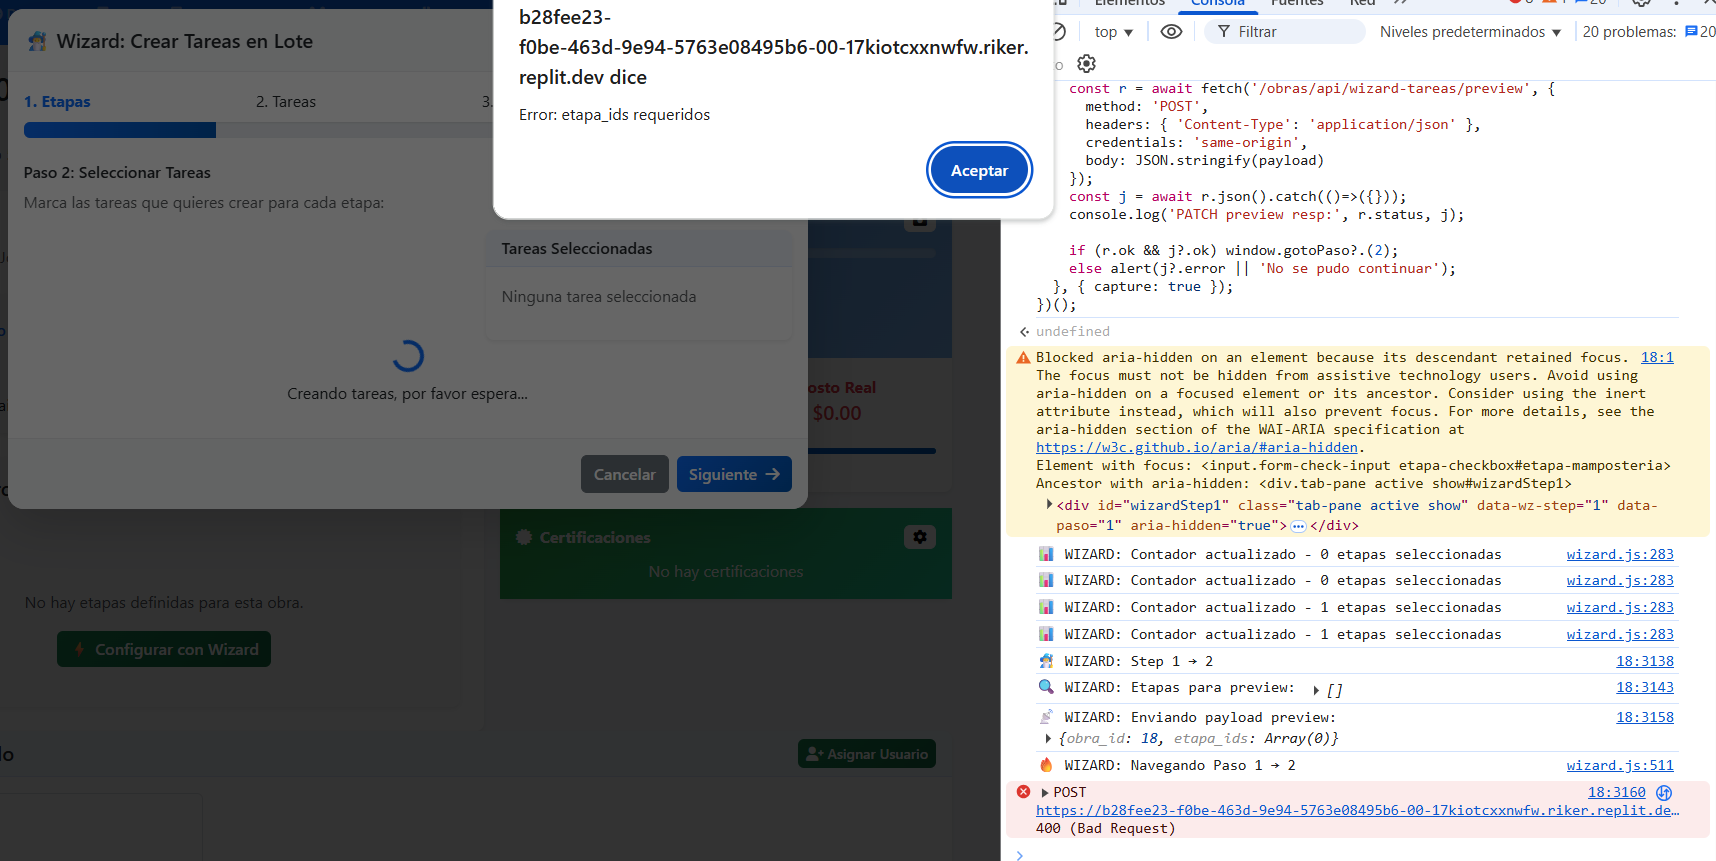 Wizard: Crear Tareas en Lote
1. Etapas
2. Tareas
3.
Paso 2: Seleccionar Tareas
Marca las tareas que quieres crear para cada etapa:
Tareas Seleccionadas
Ninguna tarea seleccionada
Creando tareas, por favor espera...
Cancelar
Siguiente →
b28fee23-
f0be-463d-9e94-5763e08495b6-00-17kiotcxxnwfw.riker.
replit.dev dice
Error: etapa_ids requeridos
Aceptar
osto Real
$0.00
Certificaciones
No hay certificaciones
No hay etapas definidas para esta obra.
Configurar con Wizard
lo
Asignar Usuario
Elementos
Consola
Fuentes
Red
top ▼
Filtrar
Niveles predeterminados ▼
20 problemas:
20
const r = await fetch('/obras/api/wizard-tareas/preview', {
method: 'POST',
headers: { 'Content-Type': 'application/json' },
credentials: 'same-origin',
body: JSON.stringify(payload)
});
const j = await r.json().catch(()=>({}));
console.log('PATCH preview resp:', r.status, j);
if (r.ok && j?.ok) window.gotoPaso?.(2);
else alert(j?.error || 'No se pudo continuar');
}, { capture: true });
})();
undefined
Blocked aria-hidden on an element because its descendant retained focus. 18:1
The focus must not be hidden from assistive technology users. Avoid using
aria-hidden on a focused element or its ancestor. Consider using the inert
attribute instead, which will also prevent focus. For more details, see the
aria-hidden section of the WAI-ARIA specification at
https://w3c.github.io/aria/#aria-hidden.
Element with focus: <input.form-check-input etapa-checkbox#etapa-mamposteria>
Ancestor with aria-hidden: <div.tab-pane active show#wizardStep1>
<div id="wizardStep1" class="tab-pane active show" data-wz-step="1" data-
paso="1" aria-hidden="true">…</div>
WIZARD: Contador actualizado - 0 etapas seleccionadas wizard.js:283
WIZARD: Contador actualizado - 0 etapas seleccionadas wizard.js:283
WIZARD: Contador actualizado - 1 etapas seleccionadas wizard.js:283
WIZARD: Contador actualizado - 1 etapas seleccionadas wizard.js:283
WIZARD: Step 1 → 2 18:3138
WIZARD: Etapas para preview: ▶ [] 18:3143
WIZARD: Enviando payload preview: 18:3158
▶ {obra_id: 18, etapa_ids: Array(0)}
WIZARD: Navegando Paso 1 → 2 wizard.js:511
▶ POST 18:3160
https://b28fee23-f0be-463d-9e94-5763e08495b6-00-17kiotcxxnwfw.riker.replit.de…
400 (Bad Request)